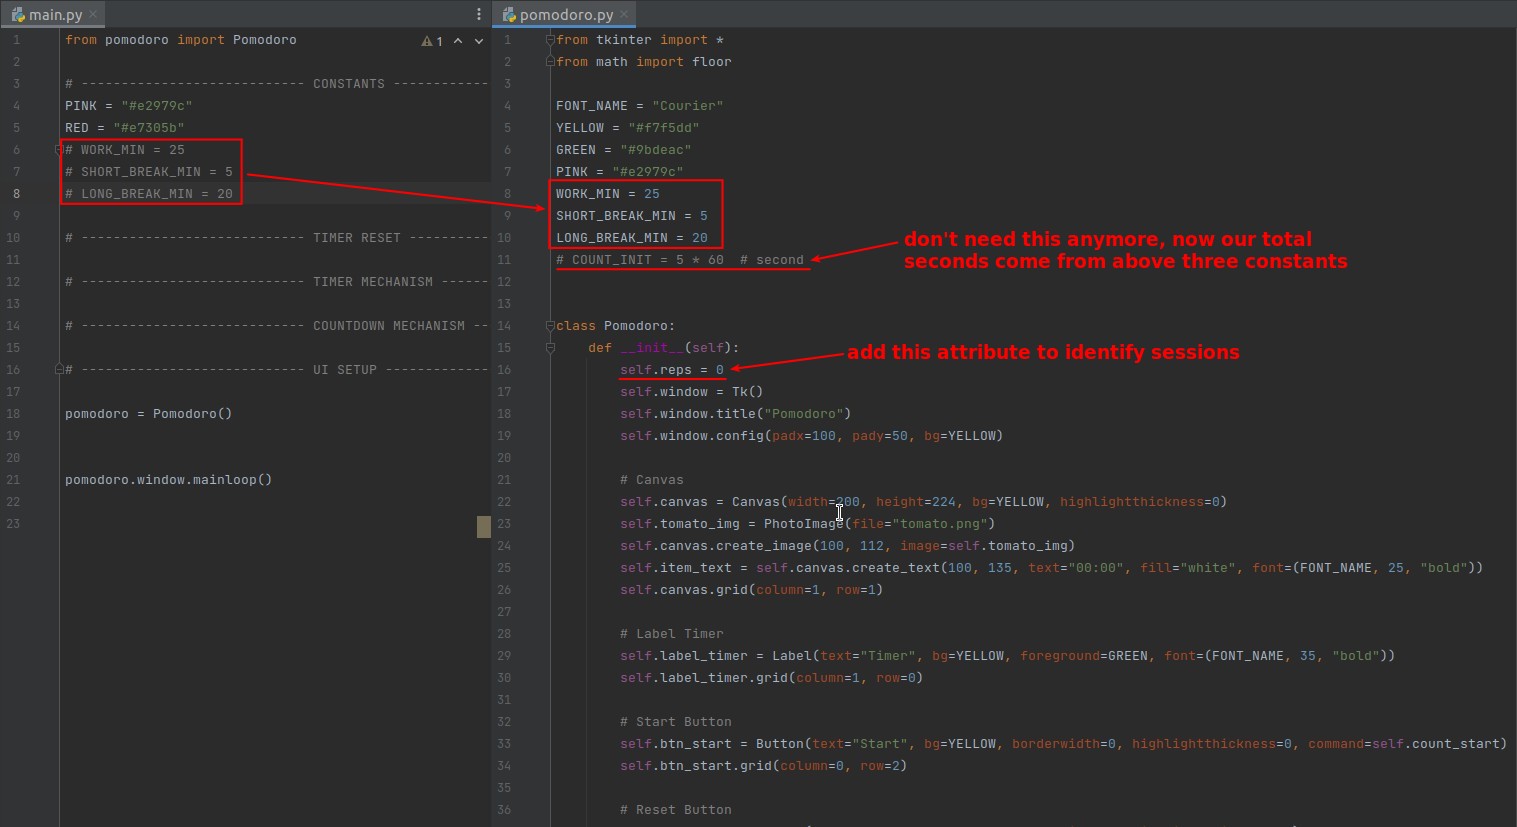 main.py
1 from pomodoro import Pomodoro
1
2
3 # ---------------------------- CONSTANTS ------------
4 PINK = "#e2979c"
5 RED = "#e7305b"
6 # WORK_MIN = 25
7 # SHORT_BREAK_MIN = 5
8 # LONG_BREAK_MIN = 20
9
10 # ---------------------------- TIMER RESET ----------
11
12 # ---------------------------- TIMER MECHANISM ------
13
14 # ---------------------------- COUNTDOWN MECHANISM --
15
16 # ---------------------------- UI SETUP -------------
17
18 pomodoro = Pomodoro()
19
20
21 pomodoro.window.mainloop()
22
23
pomodoro.py
1 from tkinter import *
2 from math import floor
3
4 FONT_NAME = "Courier"
5 YELLOW = "#f7f5dd"
6 GREEN = "#9bdeac"
7 PINK = "#e2979c"
8 WORK_MIN = 25
9 SHORT_BREAK_MIN = 5
10 LONG_BREAK_MIN = 20
11 # COUNT_INIT = 5 * 60  # second
don't need this anymore, now our total
seconds come from above three constants
12
13
14 class Pomodoro:
15     def __init__(self):
add this attribute to identify sessions
16         self.reps = 0
17         self.window = Tk()
18         self.window.title("Pomodoro")
19         self.window.config(padx=100, pady=50, bg=YELLOW)
20
21         # Canvas
22         self.canvas = Canvas(width=200, height=224, bg=YELLOW, highlightthickness=0)
23         self.tomato_img = PhotoImage(file="tomato.png")
24         self.canvas.create_image(100, 112, image=self.tomato_img)
25         self.item_text = self.canvas.create_text(100, 135, text="00:00", fill="white", font=(FONT_NAME, 25, "bold"))
26         self.canvas.grid(column=1, row=1)
27
28         # Label Timer
29         self.label_timer = Label(text="Timer", bg=YELLOW, foreground=GREEN, font=(FONT_NAME, 35, "bold"))
30         self.label_timer.grid(column=1, row=0)
31
32         # Start Button
33         self.btn_start = Button(text="Start", bg=YELLOW, borderwidth=0, highlightthickness=0, command=self.count_start)
34         self.btn_start.grid(column=0, row=2)
35
36         # Reset Button